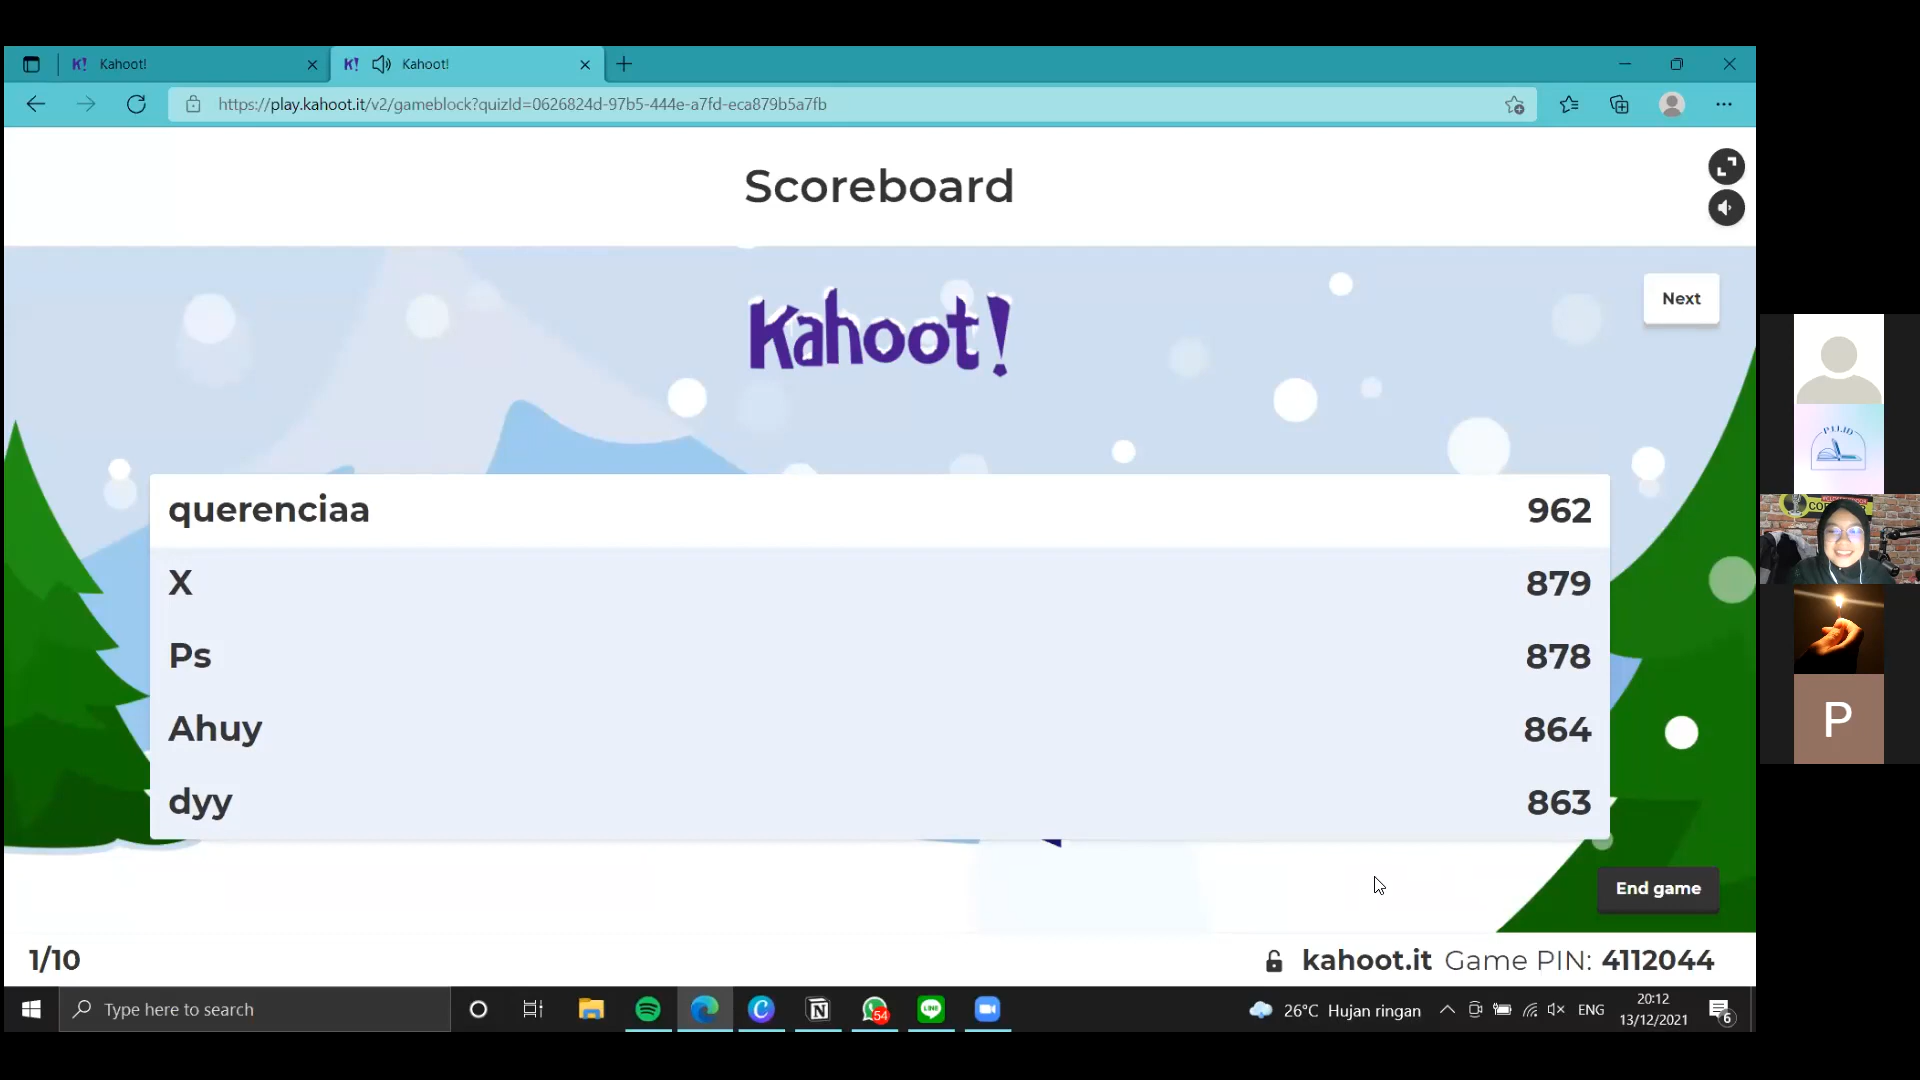 Kahoot!
Kahoot!
https://play.kahoot.it/v2/gameblock?quizId=0626824d-97b5-444e-a7fd-eca879b5a7fb
Scoreboard
Next
Kahoot!
querenciaa 962
X 879
Ps 878
Ahuy 864
dyy 863
P
End game
1/10
kahoot.it Game PIN: 4112044
Type here to search
54
26°C Hujan ringan
ENG
20:12
13/12/2021
6